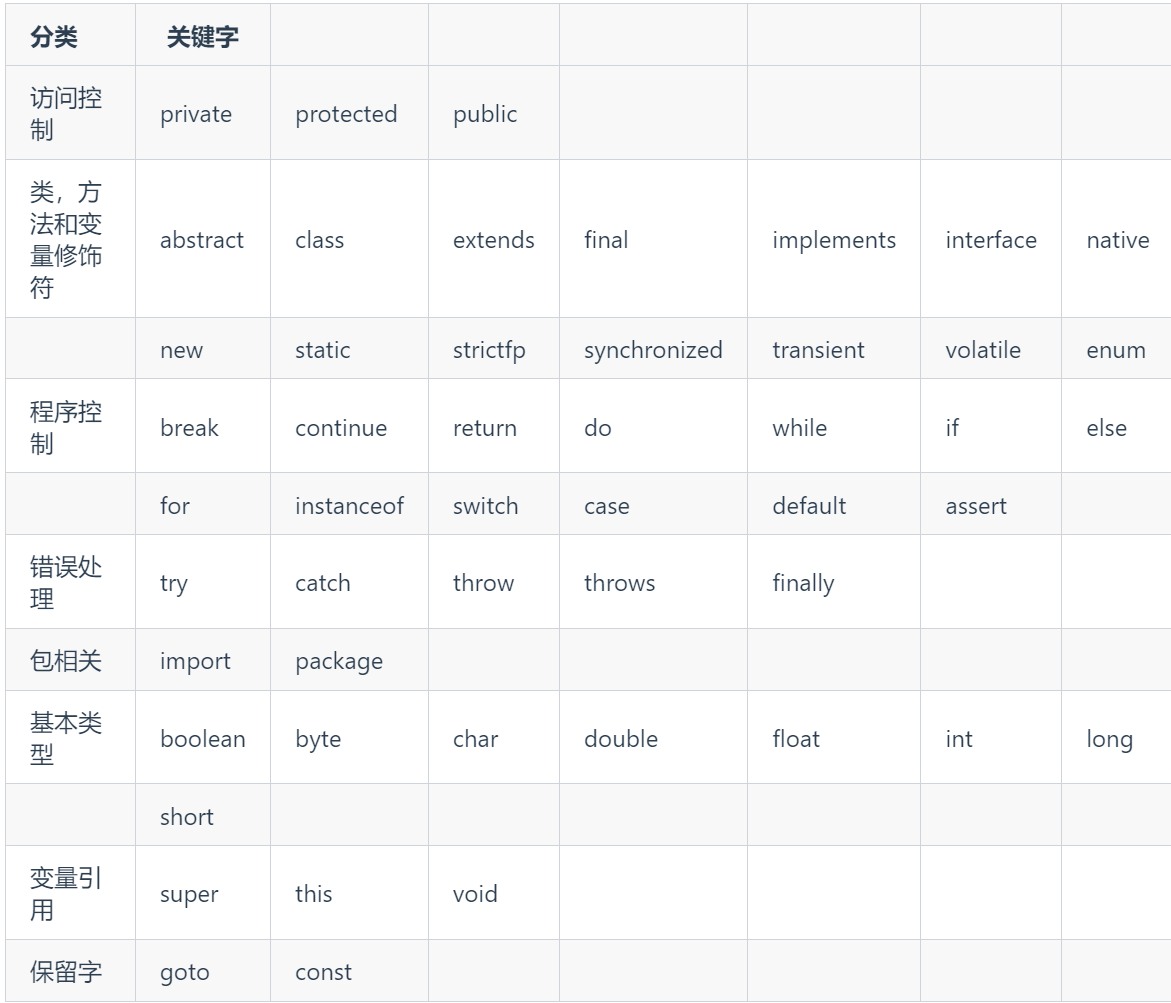 分类 关键字
访问控
制 private protected public
类，方
法和变
量修饰
符 abstract class extends final implements interface native
new static strictfp synchronized transient volatile enum
程序控
制 break continue return do while if else
for instanceof switch case default assert
错误处
理 try catch throw throws finally
包相关 import package
基本类
型 boolean byte char double float int long
short
变量引
用 super this void
保留字 goto const